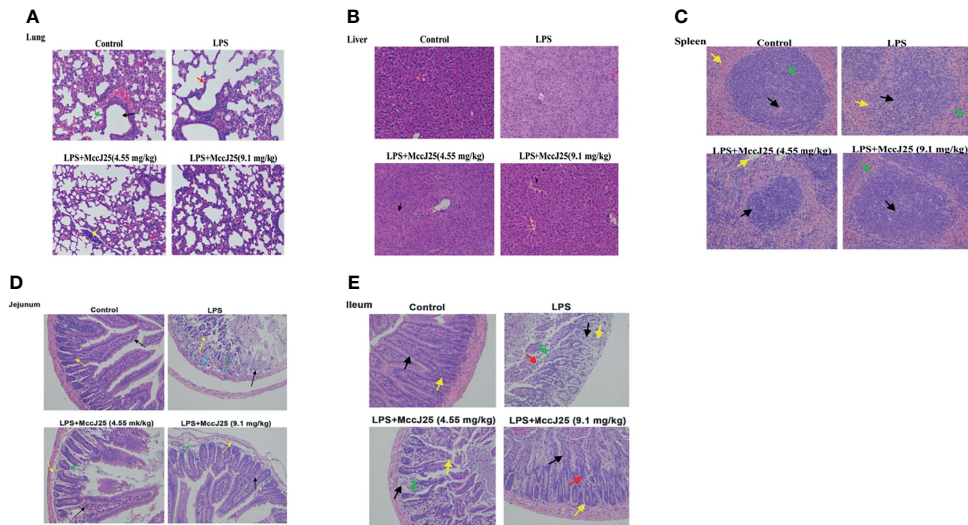 A
Lung
Control
LPS
LPS+MccJ25(4.55 mg/kg)
LPS+MccJ25(9.1 mg/kg)
B
Liver
Control
LPS
LPS+MccJ25(4.55 mg/kg)
LPS+MccJ25(9.1 mg/kg)
C
Spleen
Control
LPS
LPS+MccJ25 (4.55 mg/kg)
LPS+MccJ25 (9.1 mg/kg)
D
Jejunum
Control
LPS
LPS+MccJ25 (4.55 mk/kg)
LPS+MccJ25 (9.1 mg/kg)
E
Ileum
Control
LPS
LPS+MccJ25 (4.55 mg/kg)
LPS+MccJ25 (9.1 mg/kg)